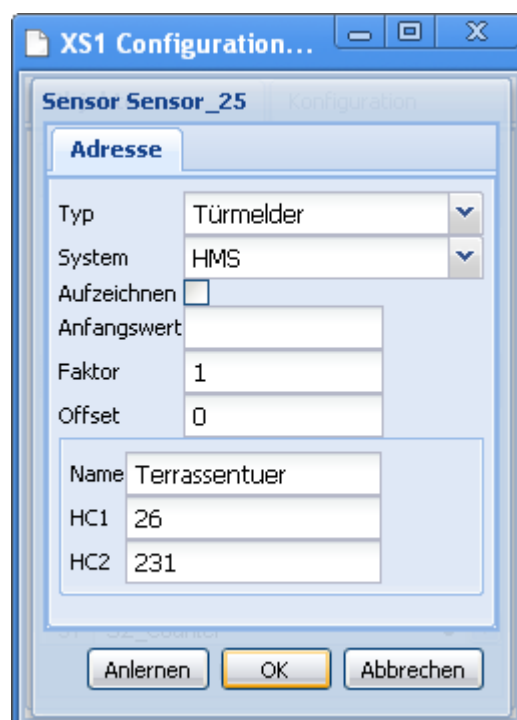 XS1 Configuration...
Sensor Sensor_25
Konfiguration
Adresse
Typ Türmelder
System HMS
Aufzeichnen
Anfangswert
Faktor 1
Offset 0
Name Terrassentuer
HC1 26
HC2 231
Anlernen OK Abbrechen